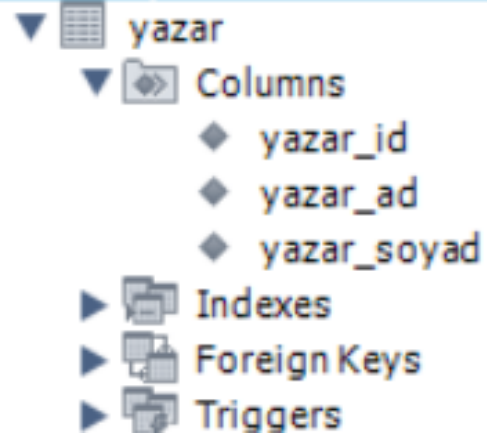 yazar
Columns
yazar_id
yazar_ad
yazar_soyad
Indexes
Foreign Keys
Triggers